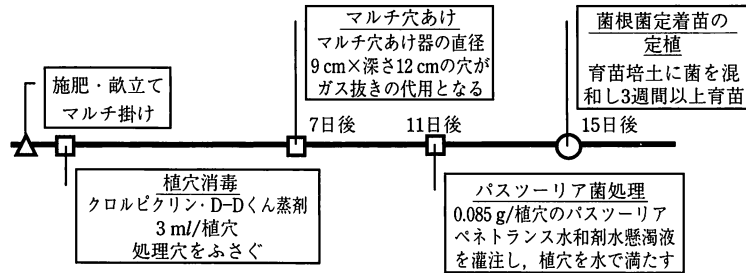 施肥・畝立て
マルチ掛け
マルチ穴あけ
マルチ穴あけ器の直径
9cm×深さ12cmの穴が
ガス抜きの代用となる
菌根菌定着苗の
定植
育苗培土に菌を混
和し3週間以上育苗
7日後
11日後
15日後
植穴消毒
クロルピクリン・D-Dくん蒸剤
3ml/植穴
処理穴をふさぐ
パスツーリア菌処理
0.085g/植穴のパスツーリア
ペネトランス水和剤水懸濁液
を灌注し，植穴を水で満たす